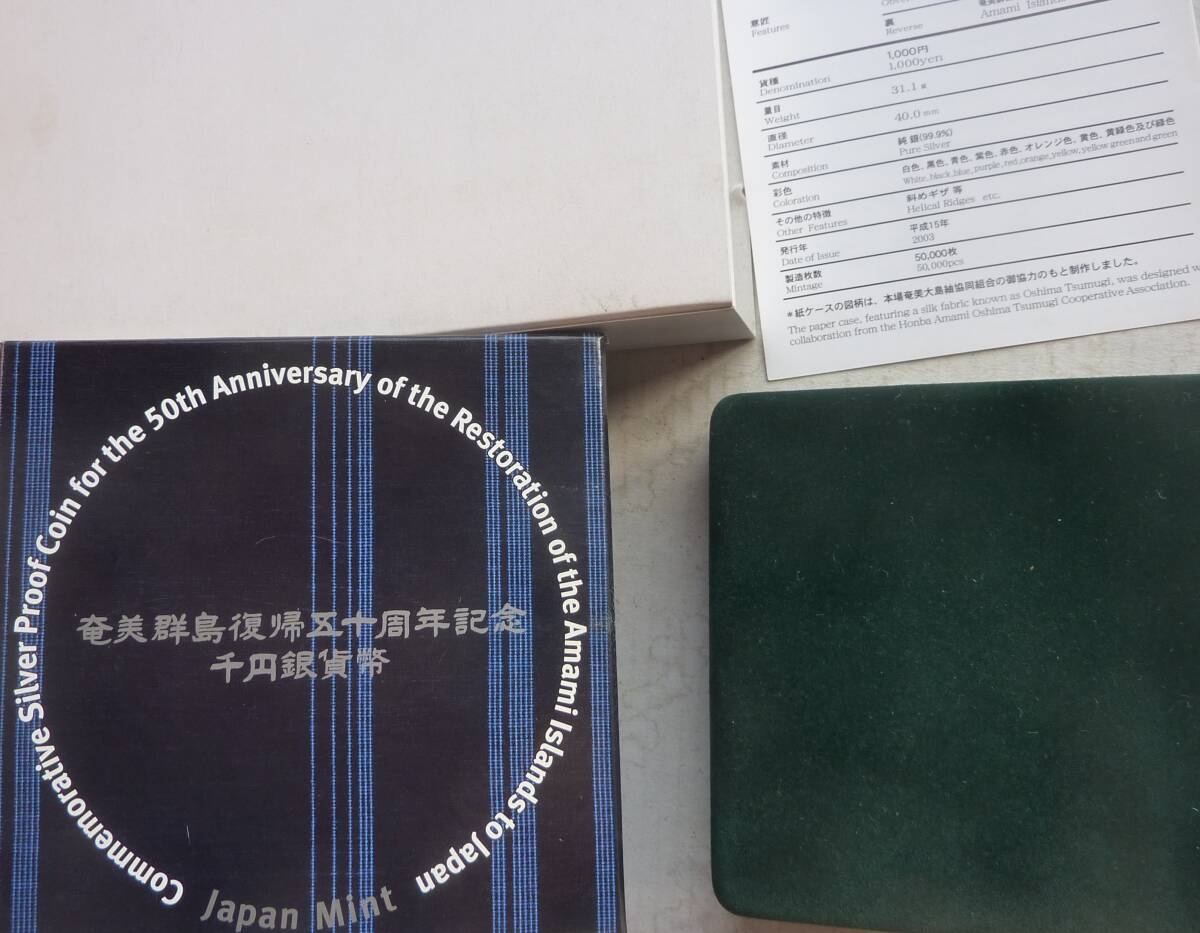 意匠
Features
裏
Reverse
Amami Islands
貨種
Denomination
1,000円
1,000yen
量目
Weight
31.1 g
直径
Diameter
40.0 mm
素材
Composition
純銀(99.9%)
Pure Silver
彩色
Coloration
白色、黒色、青色、紫色、赤色、オレンジ色、黄色、黄緑色及び緑色
White,black,blue,purple,red,orange,yellow,yellow green and green
その他の特徴
Other Features
斜めギザ 等
Helical Ridges etc.
発行年
Date of Issue
平成15年
2003
製造枚数
Mintage
50,000枚
50,000pcs
*紙ケースの図柄は、本場奄美大島紬協同組合の御協力のもと制作しました。
The paper case, featuring a silk fabric known as Oshima Tsumugi, was designed
collaboration from the Honba Amami Oshima Tsumugi Cooperative Association.
Commemorative Silver Proof Coin for the 50th Anniversary of the Restoration of the Amami Islands to Japan
奄美群島復帰五十周年記念
千円銀貨幣
Japan Mint